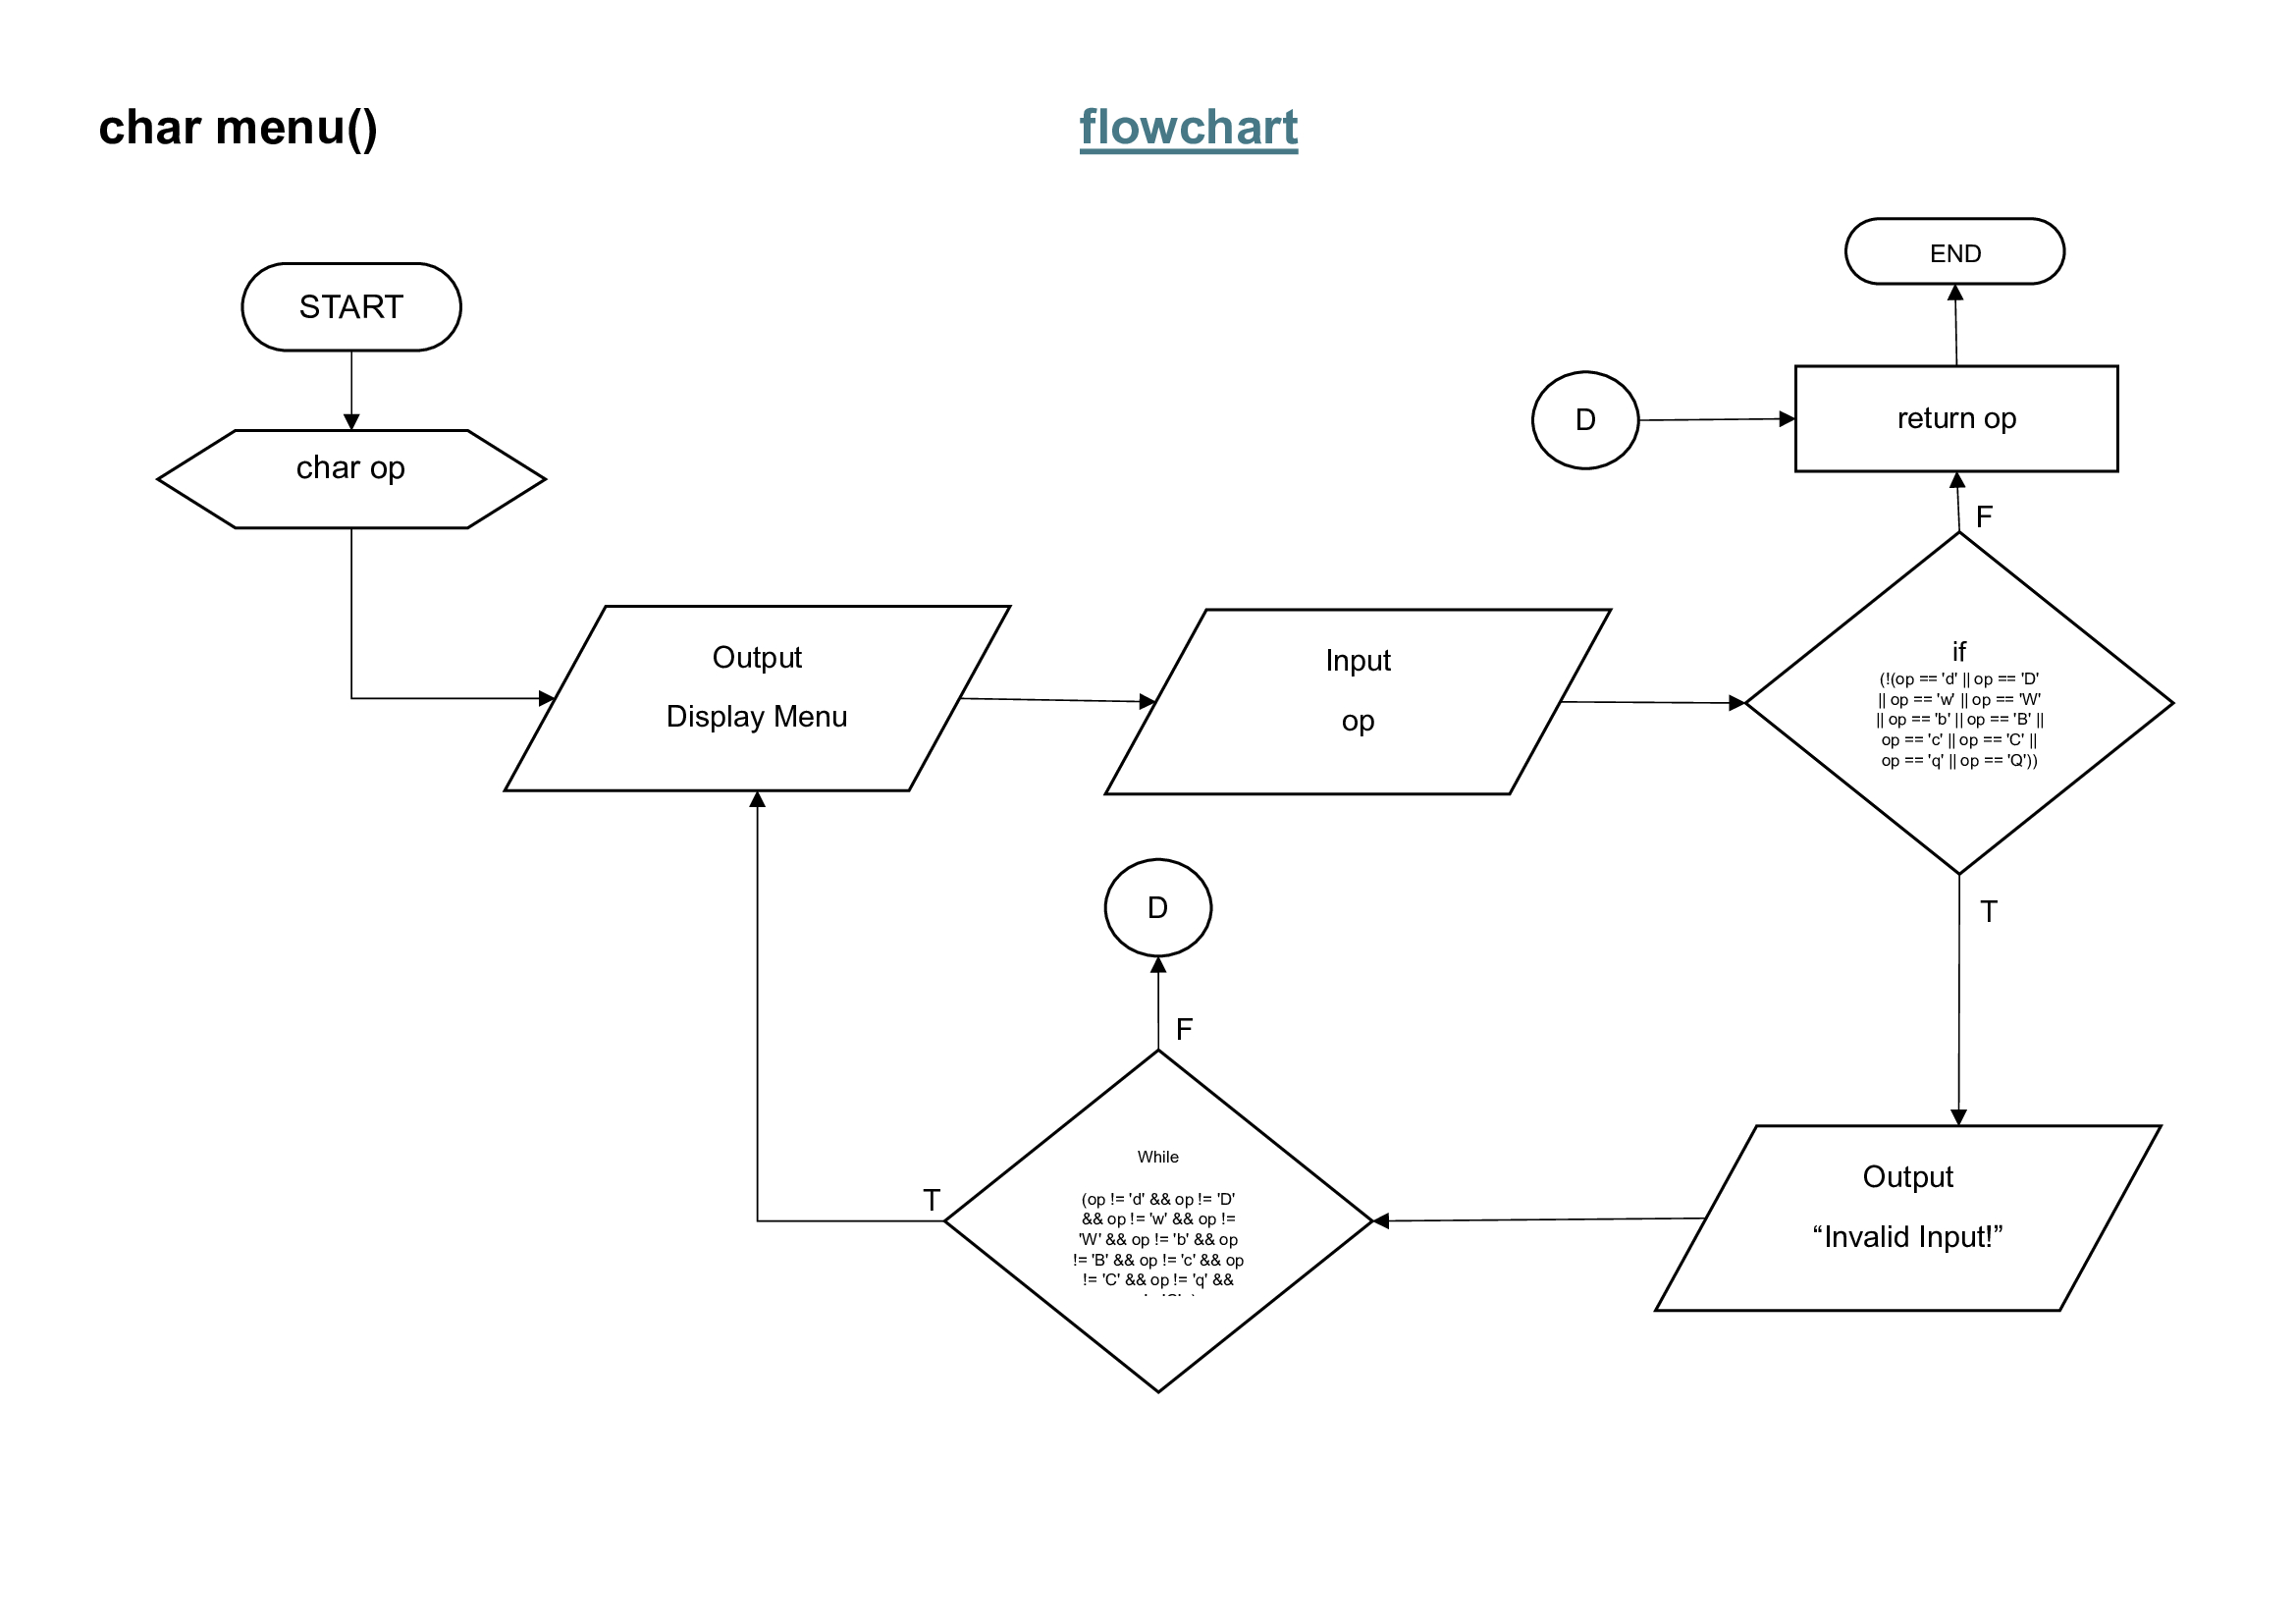 char menu()
flowchart
START
char op
Output
Display Menu
Input
op
if
(!(op == 'd' || op == 'D'
|| op == 'w' || op == 'W'
|| op == 'b' || op == 'B' ||
op == 'c' || op == 'C' ||
op == 'q' || op == 'Q'))
F
return op
D
END
T
Output
“Invalid Input!”
While
(op != 'd' && op != 'D'
&& op != 'w' && op !=
'W' && op != 'b' && op
!= 'B' && op != 'c' && op
!= 'C' && op != 'q' &&
T
F
D